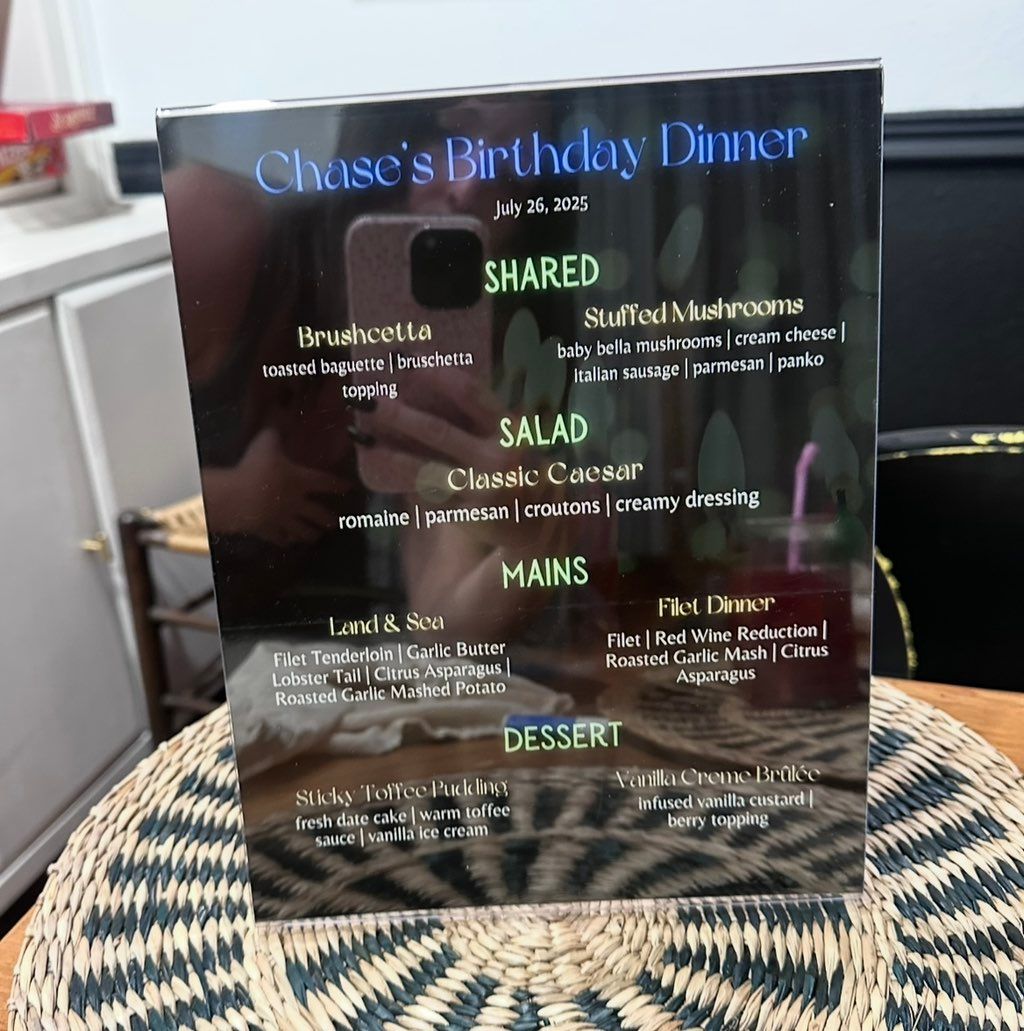 Chase's Birthday Dinner
July 26, 2025
SHARED
Brushcetta
toasted baguette | bruschetta
topping
Stuffed Mushrooms
baby bella mushrooms | cream cheese |
Italian sausage | parmesan | panko
SALAD
Classic Caesar
romaine | parmesan | croutons | creamy dressing
MAINS
Land & Sea
Filet Tenderloin | Garlic Butter
Lobster Tail | Citrus Asparagus |
Roasted Garlic Mashed Potato
Filet Dinner
Filet | Red Wine Reduction |
Roasted Garlic Mash | Citrus
Asparagus
DESSERT
Sticky Toffee Pudding
fresh date cake | warm toffee
sauce | vanilla ice cream
Vanilla Creme Brûlée
infused vanilla custard |
berry topping